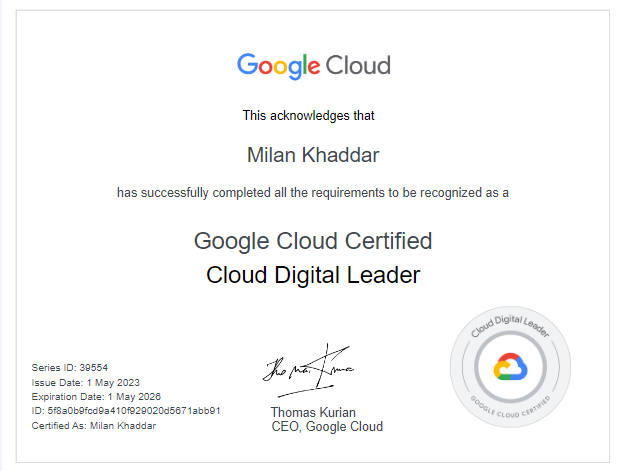 Google Cloud
This acknowledges that
Milan Khaddar
has successfully completed all the requirements to be recognized as a
Google Cloud Certified
Cloud Digital Leader
Series ID: 39554
Issue Date: 1 May 2023
Expiration Date: 1 May 2026
ID: 5f8a0b9fcd9a410f929020d5671abb91
Certified As: Milan Khaddar
Thomas Kurian
Thomas Kurian
CEO, Google Cloud
Cloud Digital Leader
GOOGLE CLOUD CERTIFIED